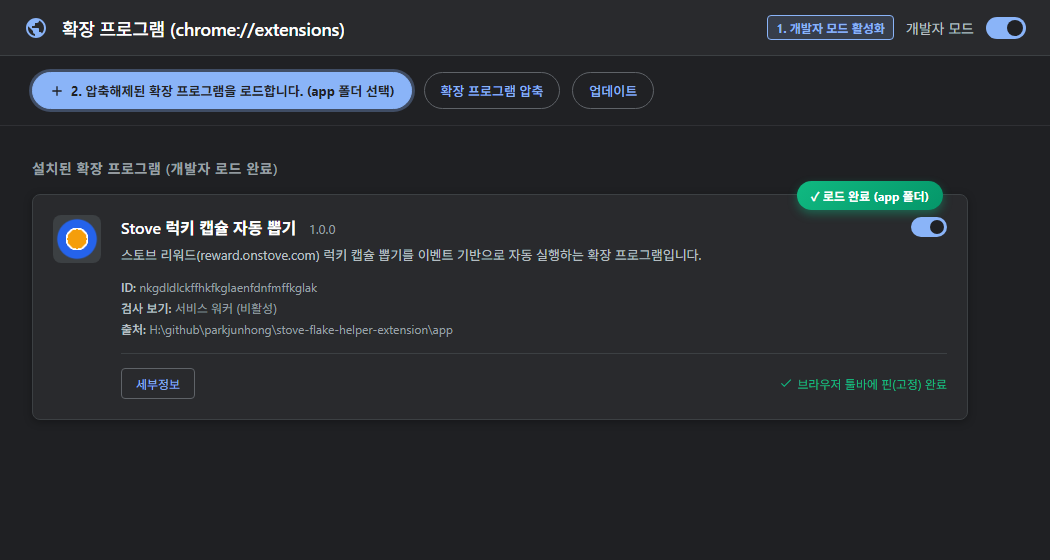 확장 프로그램 (chrome://extensions)
1. 개발자 모드 활성화
개발자 모드
+ 2. 압축해제된 확장 프로그램을 로드합니다. (app 폴더 선택)
확장 프로그램 압축
업데이트
설치된 확장 프로그램 (개발자 로드 완료)
✓ 로드 완료 (app 폴더)
Stove 럭키 캡슐 자동 뽑기 1.0.0
스토브 리워드(reward.onstove.com) 럭키 캡슐 뽑기를 이벤트 기반으로 자동 실행하는 확장 프로그램입니다.
ID: nkgdldlckffhkfkglaenfdnfmffkglak
검사 보기: 서비스 워커 (비활성)
출처: H:\github\parkjunhong\stove-flake-helper-extension\app
세부정보
✓ 브라우저 툴바에 핀(고정) 완료